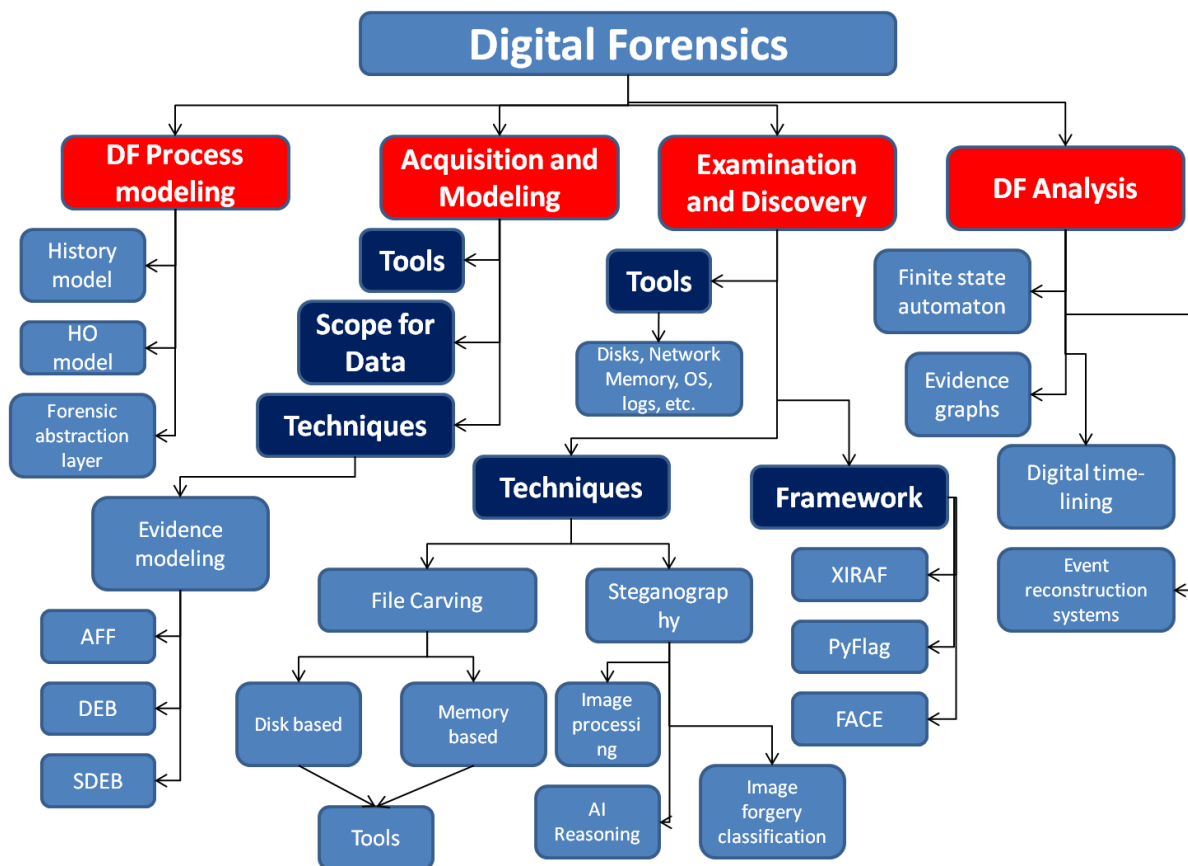 Digital Forensics
DF Process
modeling
Acquisition and
Modeling
Examination
and Discovery
DF Analysis
History
model
HO
model
Forensic
abstraction
layer
Tools
Scope for
Data
Techniques
Evidence
modeling
AFF
DEB
SDEB
Tools
Disks, Network
Memory, OS,
logs, etc.
Techniques
File Carving
Disk based
Memory
based
Tools
Steganogra
phy
Image
processi
ng
AI
Reasoning
Image
forgery
classification
Framework
XIRAF
PyFlag
FACE
Finite state
automaton
Evidence
graphs
Digital time-
lining
Event
reconstruction
systems